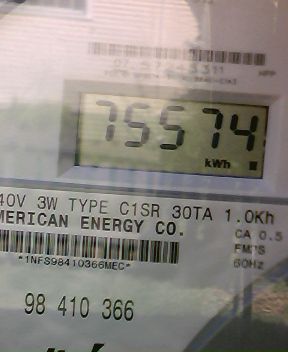 75574
kWh
40V 3W TYPE C1SR 30TA 1.0Kh
MERICAN ENERGY CO.
CA 0.5
*1NFS98410366MEC*
60Hz
98 410 366